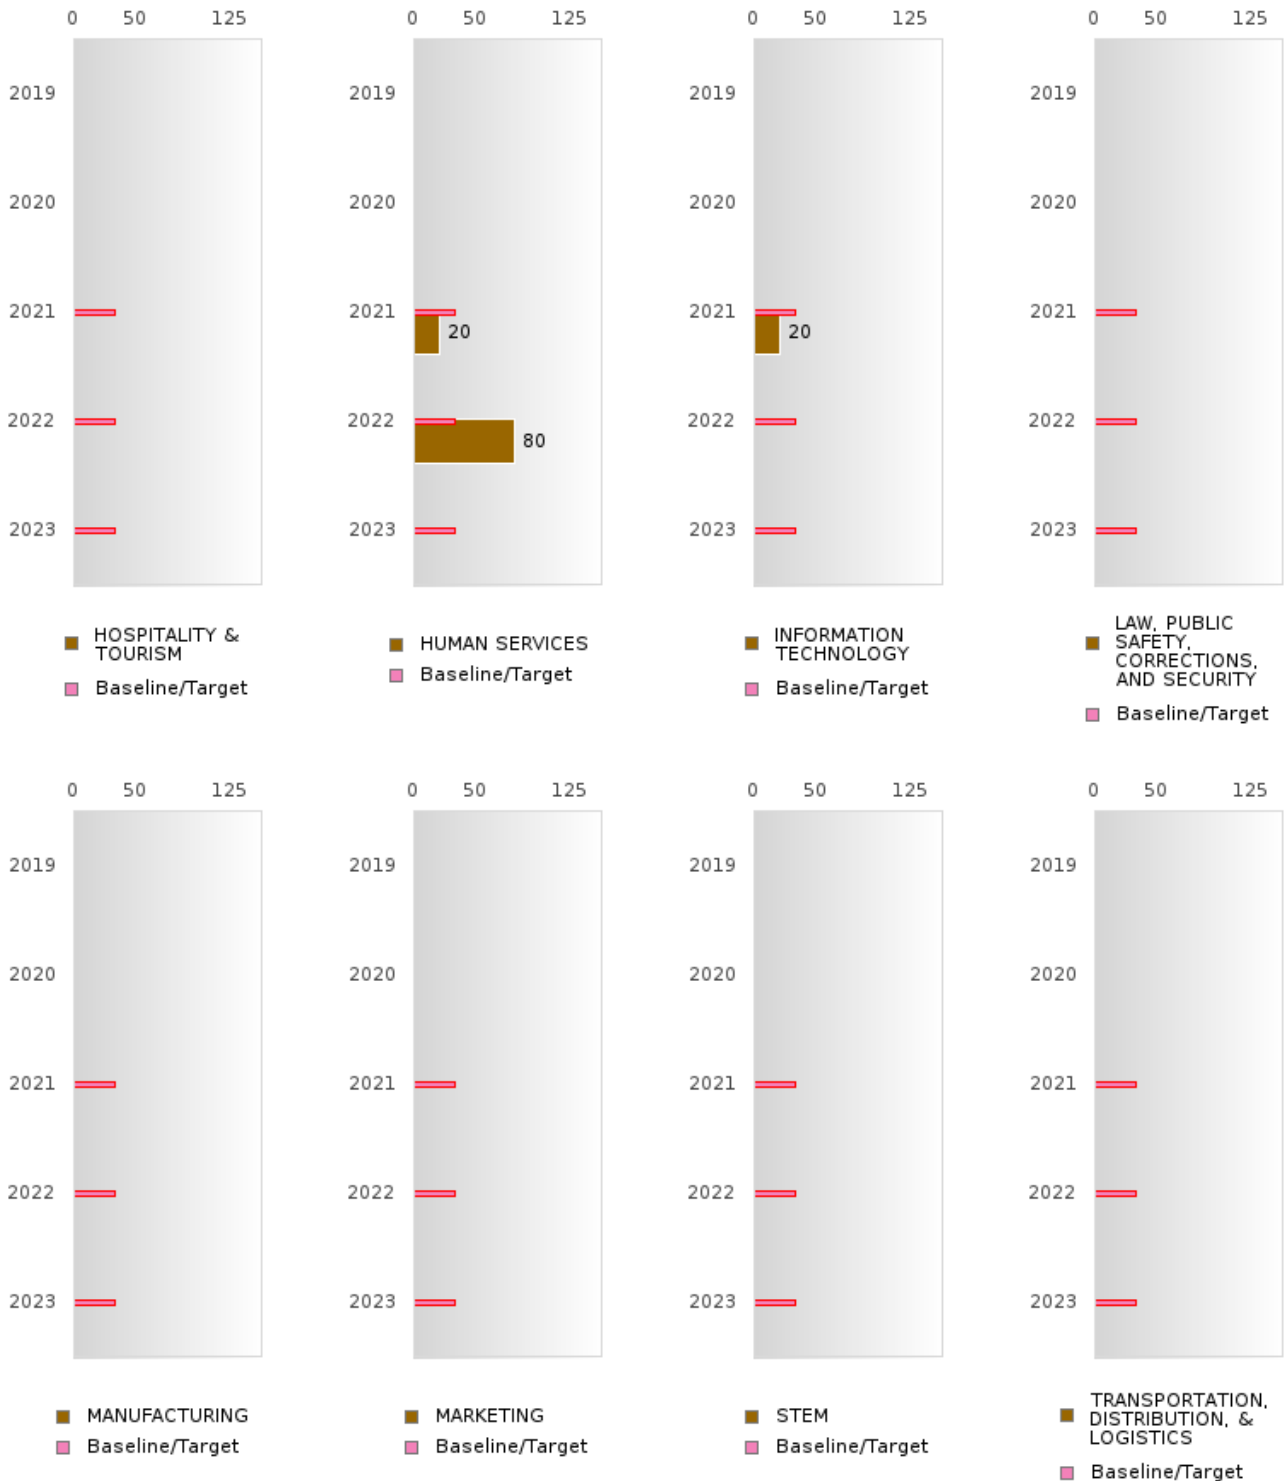 0 50 125 0 50 125 0 50 125 0 50 125
2019 2019 2019 2019
2020 2020 2020 2020
2021 2021 2021 2021
20 20
2022 2022 2022 2022
80
2023 2023 2023 2023
HOSPITALITY &
TOURISM
Baseline/Target
HUMAN SERVICES
Baseline/Target
INFORMATION
TECHNOLOGY
Baseline/Target
LAW, PUBLIC
SAFETY,
CORRECTIONS,
AND SECURITY
Baseline/Target
0 50 125 0 50 125 0 50 125 0 50 125
2019 2019 2019 2019
2020 2020 2020 2020
2021 2021 2021 2021
2022 2022 2022 2022
2023 2023 2023 2023
MANUFACTURING
Baseline/Target
MARKETING
Baseline/Target
STEM
Baseline/Target
TRANSPORTATION,
DISTRIBUTION, &
LOGISTICS
Baseline/Target